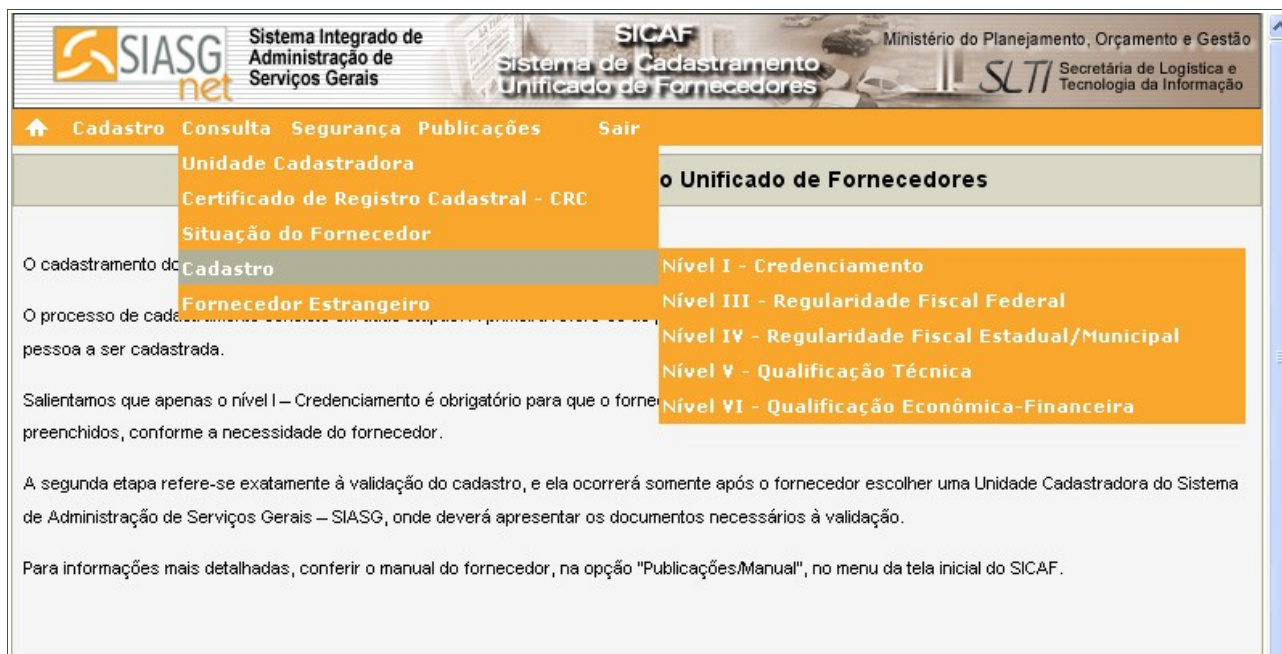 SIASG
net
Sistema Integrado de
Administração de
Serviços Gerais
SICAF
Sistema de Cadastramento
Unificado de Fornecedores
Ministério do Planejamento, Orçamento e Gestão
SLTI
Secretária de Logística e
Tecnologia da Informação
Cadastro Consulta Segurança Publicações Sair
Unidade Cadastradora
Certificado de Registro Cadastral - CRC
Situação do Fornecedor
Cadastro
Fornecedor Estrangeiro
Nível I - Credenciamento
Nível III - Regularidade Fiscal Federal
Nível IV - Regularidade Fiscal Estadual/Municipal
Nível V - Qualificação Técnica
Nível VI - Qualificação Econômica-Financeira
o Unificado de Fornecedores
O cadastramento do
O processo de
pessoa a ser cadastrada.
Salientamos que apenas o nível I – Credenciamento é obrigatório para que o
preenchidos, conforme a necessidade do fornecedor.
A segunda etapa refere-se exatamente à validação do cadastro, e ela ocorrerá somente após o fornecedor escolher uma Unidade Cadastradora do Sistema
de Administração de Serviços Gerais – SIASG, onde deverá apresentar os documentos necessários à validação.
Para informações mais detalhadas, conferir o manual do fornecedor, na opção "Publicações/Manual", no menu da tela inicial do SICAF.